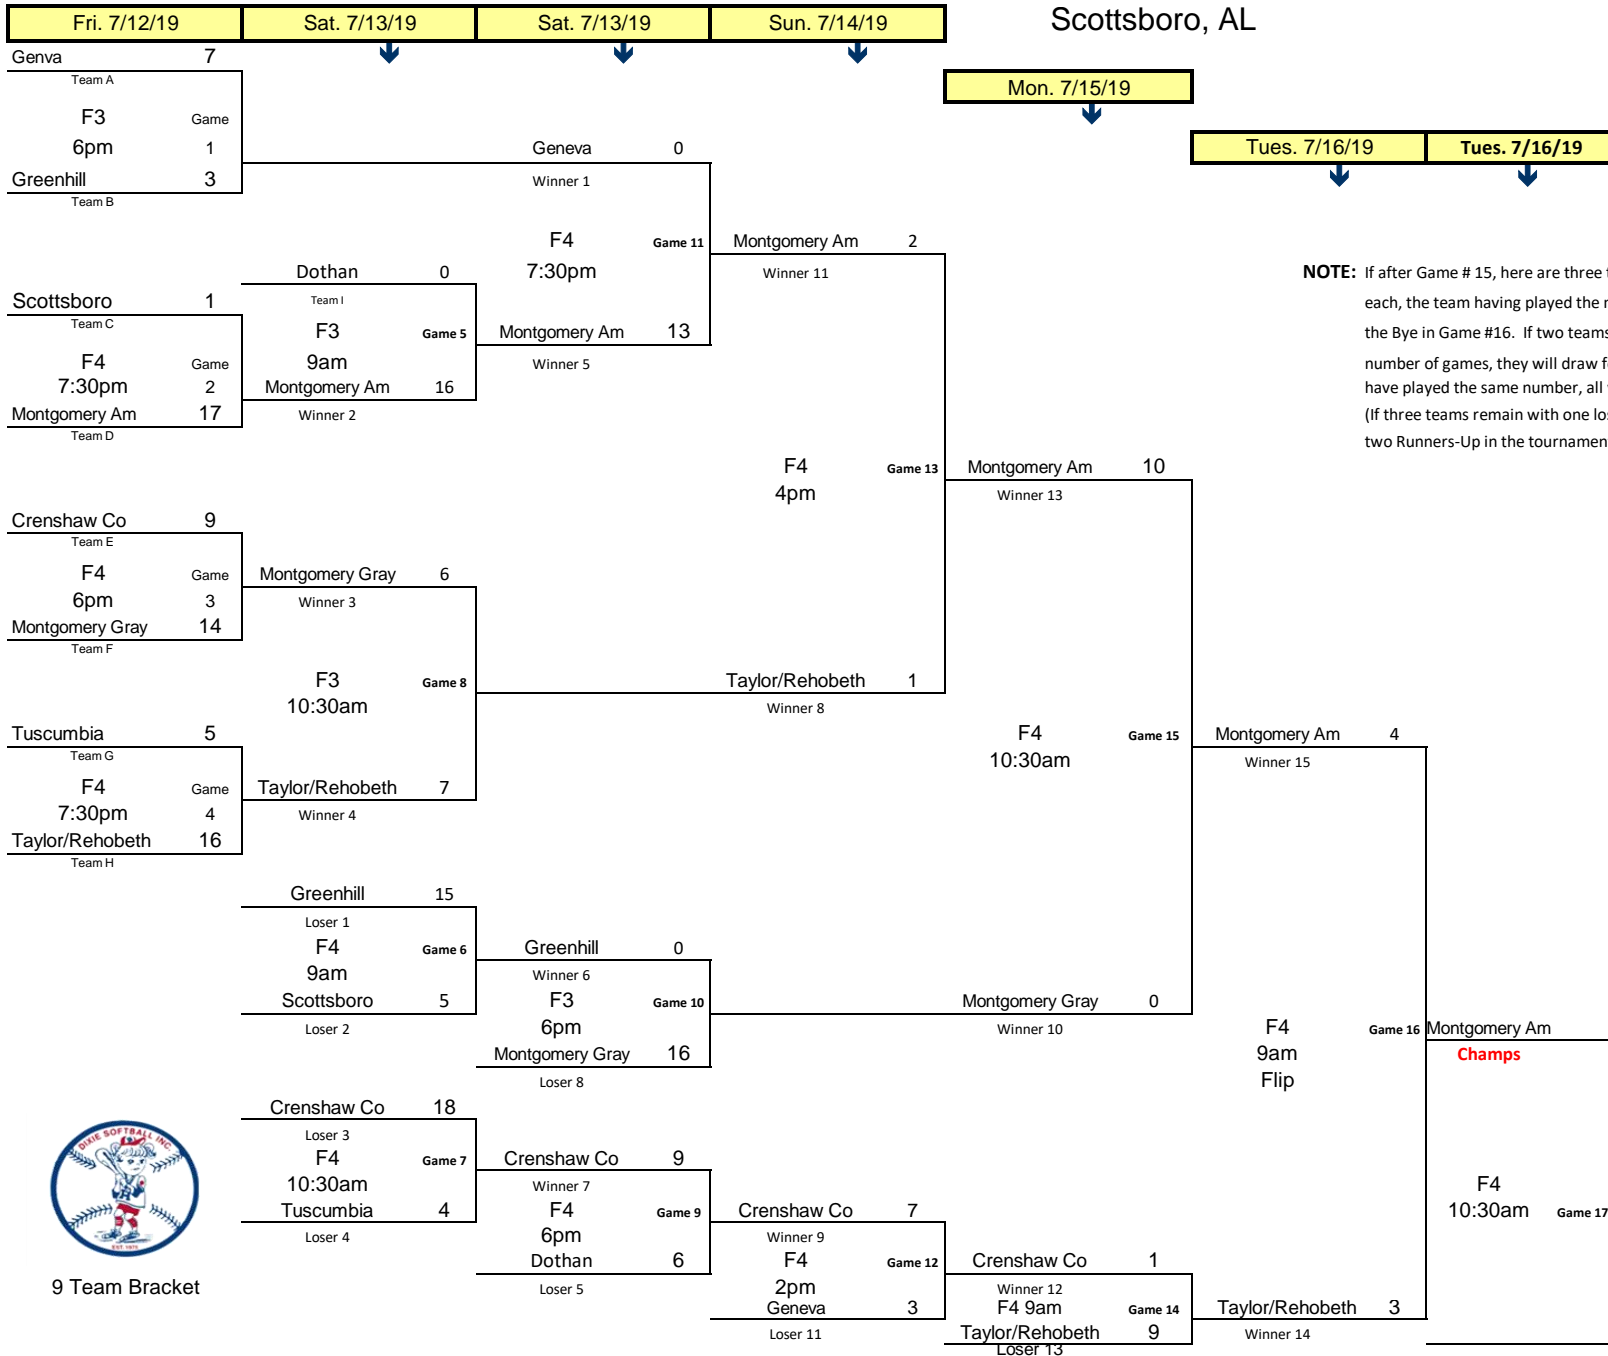 Scottsboro, AL
Fri. 7/12/19
Sat. 7/13/19
Sat. 7/13/19
Sun. 7/14/19
Mon. 7/15/19
Tues. 7/16/19
Tues. 7/16/19
Genva 7
Team A
F3 Game
6pm 1
Greenhill 3
Team B
Scottsboro 1
Team C
F4 Game
7:30pm 2
Montgomery Am 17
Team D
Crenshaw Co 9
Team E
F4 Game
6pm 3
Montgomery Gray 14
Team F
Tuscumbia 5
Team G
F4 Game
7:30pm 4
Taylor/Rehobeth 16
Team H
Dothan 0
Team I
F3 Game 5
9am
Montgomery Am 16
Winner 2
Montgomery Gray 6
Winner 3
F3 Game 8
10:30am
Taylor/Rehobeth 7
Winner 4
Greenhill 15
Loser 1
F4 Game 6
9am
Scottsboro 5
Loser 2
Crenshaw Co 18
Loser 3
F4 Game 7
10:30am
Tuscumbia 4
Loser 4
Geneva 0
Winner 1
F4 Game 11
7:30pm
Montgomery Am 13
Winner 5
Greenhill 0
Winner 6
F3 Game 10
6pm
Montgomery Gray 16
Loser 8
Crenshaw Co 9
Winner 7
F4 Game 9
6pm
Dothan 6
Loser 5
Montgomery Am 2
Winner 11
F4 Game 13
4pm
Taylor/Rehobeth 1
Winner 8
Crenshaw Co 7
Winner 9
F4 Game 12
2pm
Geneva 3
Loser 11
Montgomery Am 10
Winner 13
F4 Game 15
10:30am
Montgomery Gray 0
Winner 10
Crenshaw Co 1
Winner 12
F4 9am Game 14
Taylor/Rehobeth 9
Loser 13
Montgomery Am 4
Winner 15
F4 Game 16
9am
Flip
Taylor/Rehobeth 3
Winner 14
Montgomery Am
Champs
F4
10:30am Game 17
NOTE: If after Game # 15, here are three t
each, the team having played the r
the Bye in Game #16. If two teams
number of games, they will draw f
have played the same number, all
(If three teams remain with one los
two Runners-Up in the tournamen
DIXIE SOFTBALL INC.
EST. 1975
9 Team Bracket